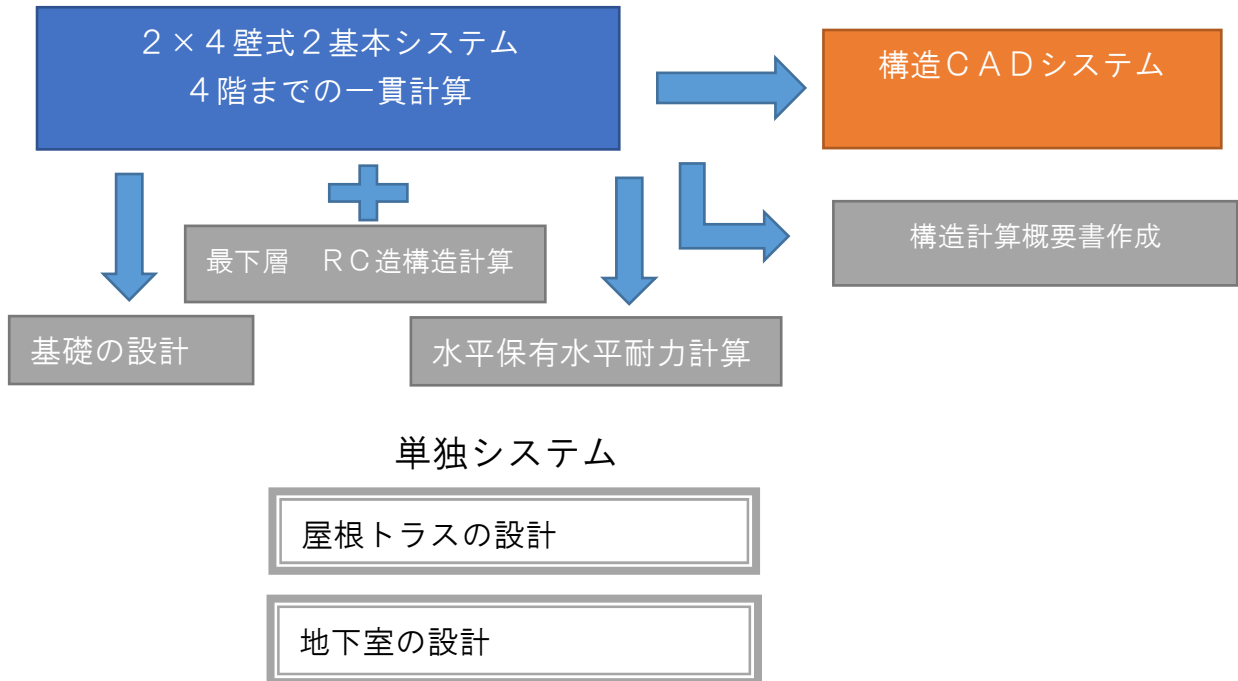 ２×４壁式２基本システム
４階までの一貫計算
構造ＣＡＤシステム
最下層　ＲＣ造構造計算
構造計算概要書作成
基礎の設計
水平保有水平耐力計算
単独システム
屋根トラスの設計
地下室の設計